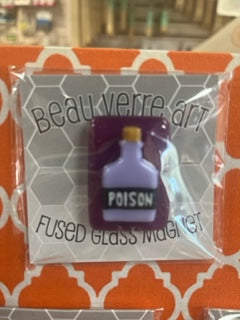 Beau verre art
POISON
Fused Glass Magnet